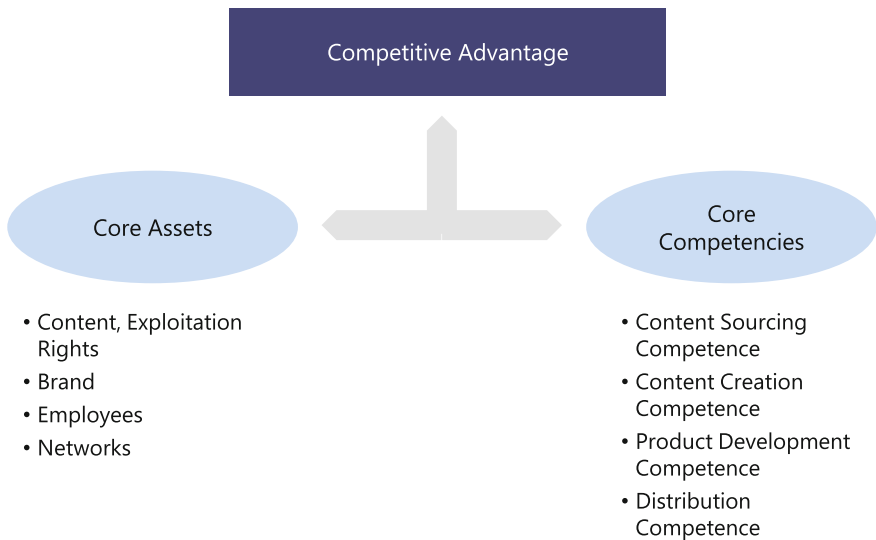 Competitive Advantage
Core Assets
Core
Competencies
• Content, Exploitation
Rights
• Brand
• Employees
• Networks
• Content Sourcing
Competence
• Content Creation
Competence
• Product Development
Competence
• Distribution
Competence